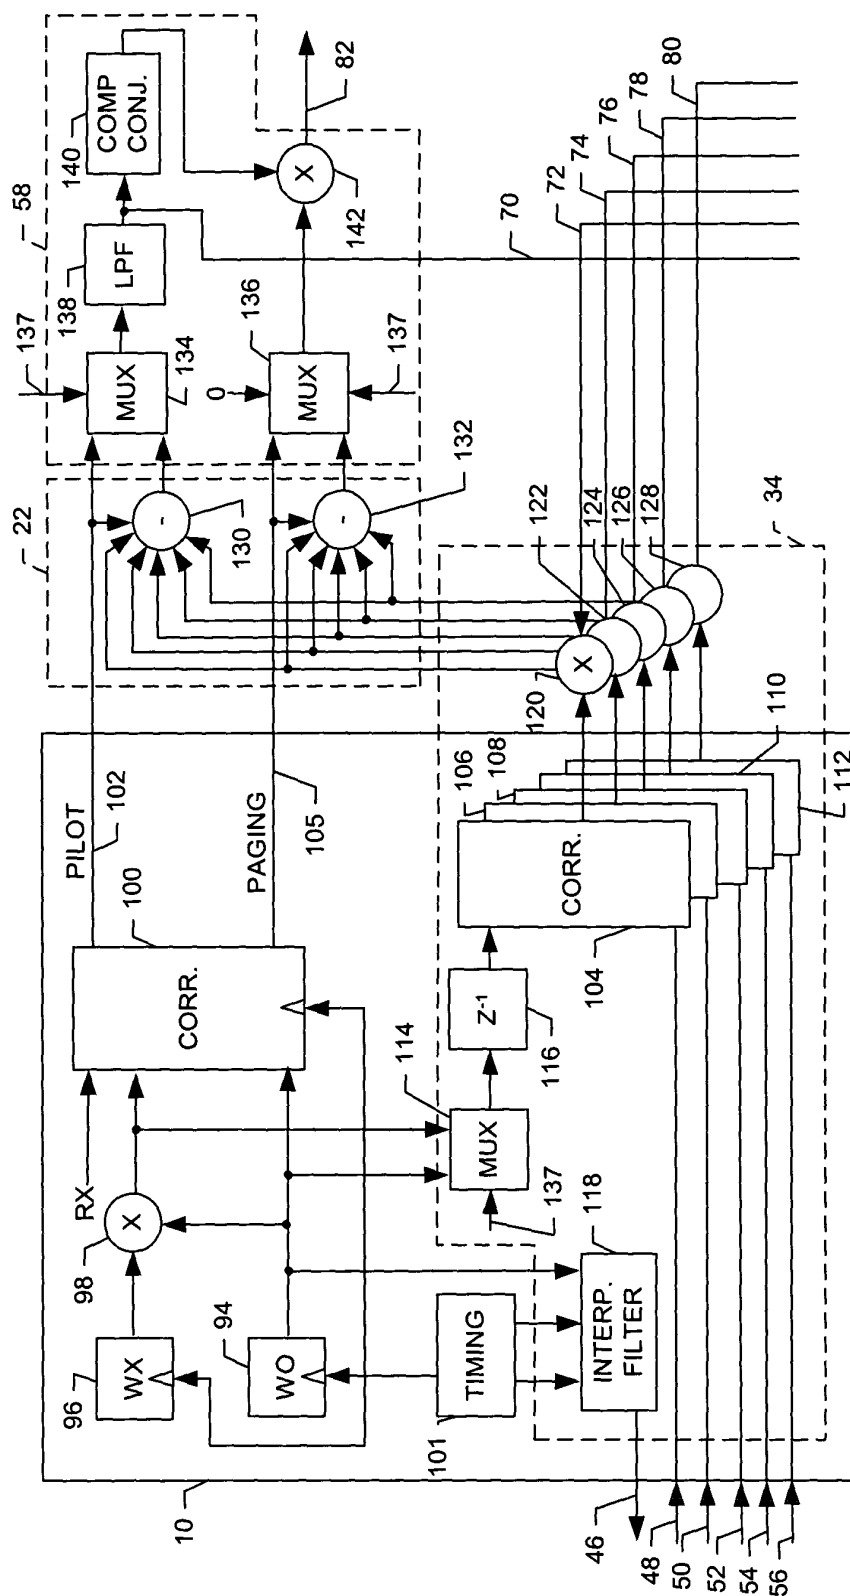 10
96
WX
98
X
RX
94
WO
101
TIMING
100
CORR.
PILOT
102
PAGING
105
114
MUX
137
116
Z-1
118
INTERP.
FILTER
104
CORR.
106
108
110
112
46
48
50
52
54
56
120
X
122
124
126
128
34
22
-
130
-
132
58
137
MUX
134
0
136
MUX
137
138
LPF
140
COMP
CONJ.
X
142
82
70
72
74
76
78
80